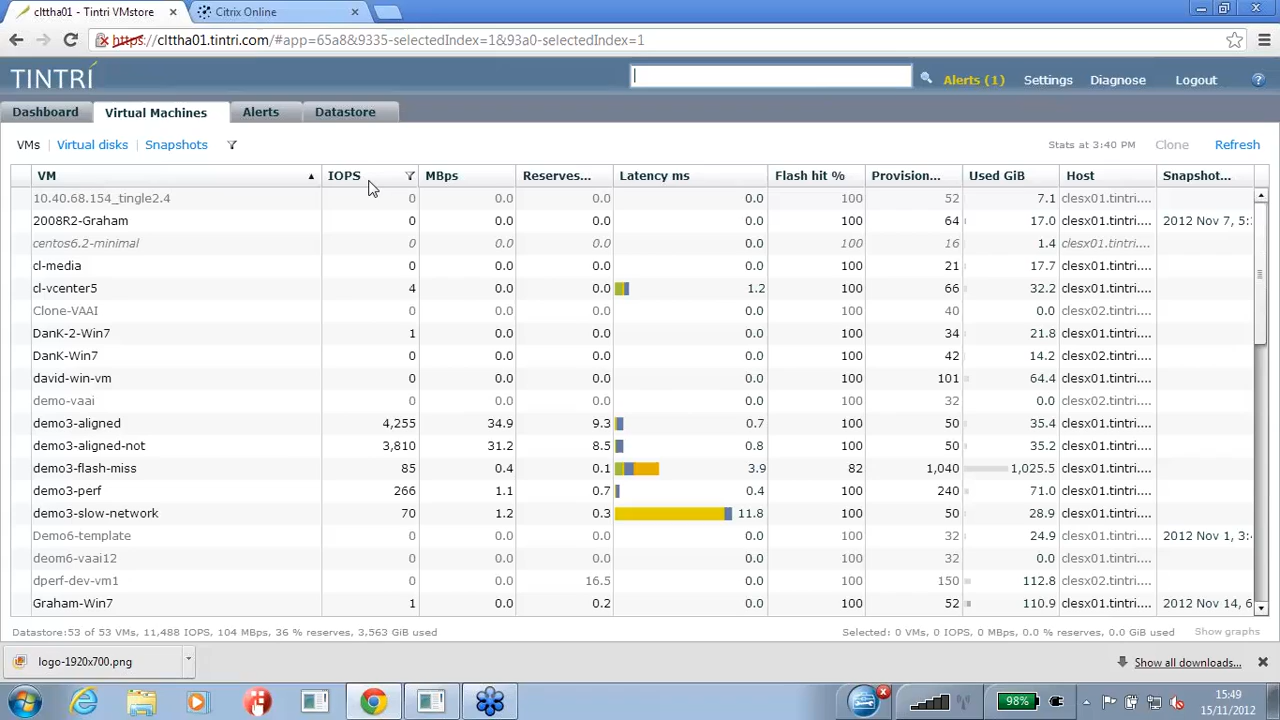 clttha01 - Tintri VMstore
Citrix Online
https://clttha01.tintri.com/#app=65a8&9335-selectedIndex=1&93a0-selectedIndex=1
TINTRI
Alerts (1) Settings Diagnose Logout ?
Dashboard Virtual Machines Alerts Datastore
VMs Virtual disks Snapshots Stats at 3:40 PM Clone Refresh
VM IOPS MBps Reserves... Latency ms Flash hit % Provision... Used GiB Host Snapshot...
10.40.68.154_tingle2.4 0 0.0 0.0 0.0 100 52 7.1 clesx01.tintri....
2008R2-Graham 0 0.0 0.0 0.0 100 64 17.0 clesx01.tintri.... 2012 Nov 7, 5:
centos6.2-minimal 0 0.0 0.0 0.0 100 16 1.4 clesx01.tintri....
cl-media 0 0.0 0.0 0.0 100 21 17.7 clesx01.tintri....
cl-vcenter5 4 0.0 0.0 1.2 100 66 32.2 clesx01.tintri....
Clone-VAAI 0 0.0 0.0 0.0 100 40 0.0 clesx02.tintri....
DanK-2-Win7 1 0.0 0.0 0.0 100 34 21.8 clesx01.tintri....
DanK-Win7 0 0.0 0.0 0.0 100 42 14.2 clesx02.tintri....
david-win-vm 0 0.0 0.0 0.0 100 101 64.4 clesx01.tintri....
demo-vaai 0 0.0 0.0 0.0 100 32 0.0 clesx02.tintri....
demo3-aligned 4,255 34.9 9.3 0.7 100 50 35.4 clesx01.tintri....
demo3-aligned-not 3,810 31.2 8.5 0.8 100 50 35.2 clesx01.tintri....
demo3-flash-miss 85 0.4 0.1 3.9 82 1,040 1,025.5 clesx01.tintri....
demo3-perf 266 1.1 0.7 0.4 100 240 71.0 clesx01.tintri....
demo3-slow-network 70 1.2 0.3 11.8 100 50 28.9 clesx01.tintri....
Demo6-template 0 0.0 0.0 0.0 100 32 24.9 clesx01.tintri.... 2012 Nov 1, 3:
deom6-vaai12 0 0.0 0.0 0.0 100 32 0.0 clesx01.tintri....
dperf-dev-vm1 0 0.0 16.5 0.0 100 150 112.8 clesx02.tintri....
Graham-Win7 1 0.0 0.2 0.0 100 52 110.9 clesx01.tintri.... 2012 Nov 14, 6
Datastore:53 of 53 VMs, 11,488 IOPS, 104 MBps, 36 % reserves, 3,563 GiB used Selected: 0 VMs, 0 IOPS, 0 MBps, 0.0 % reserves, 0.0 GiB used Show graphs
logo-1920x700.png Show all downloads...
98% 15:49
15/11/2012